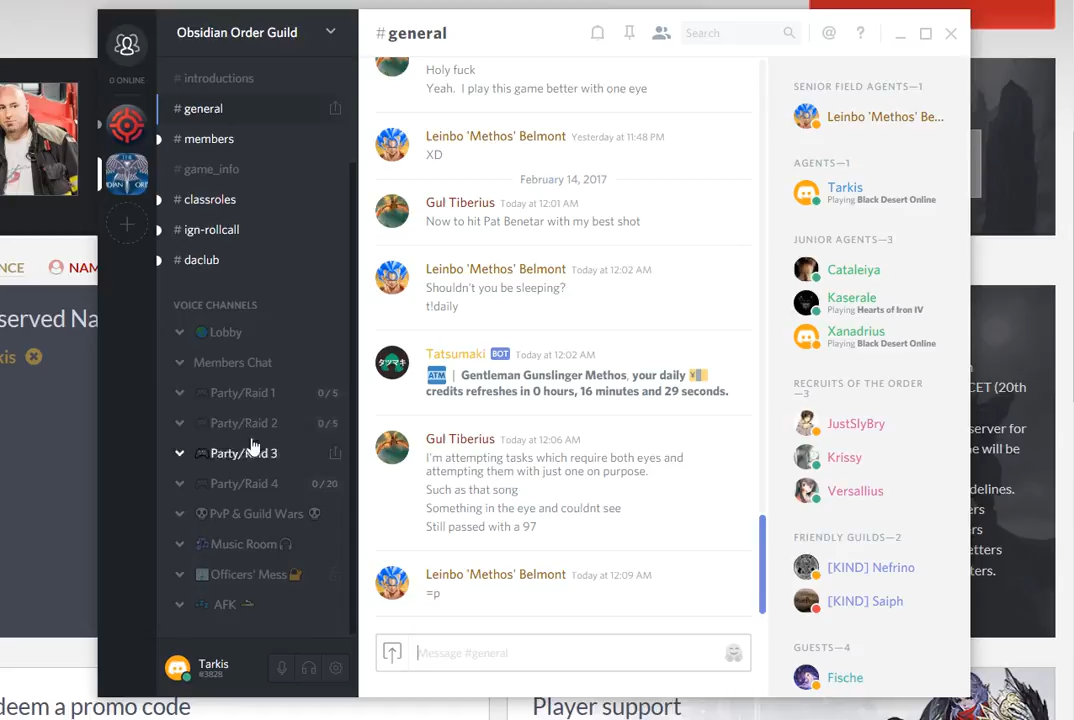 Obsidian Order Guild
0 ONLINE
# introductions
# general
# members
# game_info
# classroles
# ign-rollcall
# daclub
VOICE CHANNELS
Lobby
Members Chat
Party/Raid 1 0 / 5
Party/Raid 2 0 / 5
Party/Raid 3
Party/Raid 4 0 / 20
PvP & Guild Wars
Music Room
Officers' Mess
AFK
Tarkis
#3828
#general
Search
@ ?
Holy fuck
Yeah. I play this game better with one eye
Leinbo 'Methos' Belmont Yesterday at 11:48 PM
XD
February 14, 2017
Gul Tiberius Today at 12:01 AM
Now to hit Pat Benetar with my best shot
Leinbo 'Methos' Belmont Today at 12:02 AM
Shouldn't you be sleeping?
t!daily
タツマキ
Tatsumaki BOT Today at 12:02 AM
ATM | Gentleman Gunslinger Methos, your daily
credits refreshes in 0 hours, 16 minutes and 29 seconds.
Gul Tiberius Today at 12:06 AM
I'm attempting tasks which require both eyes and
attempting them with just one on purpose.
Such as that song
Something in the eye and couldnt see
Still passed with a 97
Leinbo 'Methos' Belmont Today at 12:09 AM
=p
Message #general
SENIOR FIELD AGENTS—1
Leinbo 'Methos' Be...
AGENTS—1
Tarkis
Playing Black Desert Online
JUNIOR AGENTS—3
Cataleiya
Kaserale
Playing Hearts of Iron IV
Xanadrius
Playing Black Desert Online
RECRUITS OF THE ORDER
—3
JustSlyBry
Krissy
Versallius
FRIENDLY GUILDS—2
[KIND] Nefrino
[KIND] Saiph
GUESTS—4
Fische
NCE NAM
served Na
kis
CET (20th
server for
e will be
delines.
ers
ers
etters
ters.
deem a promo code
Player support